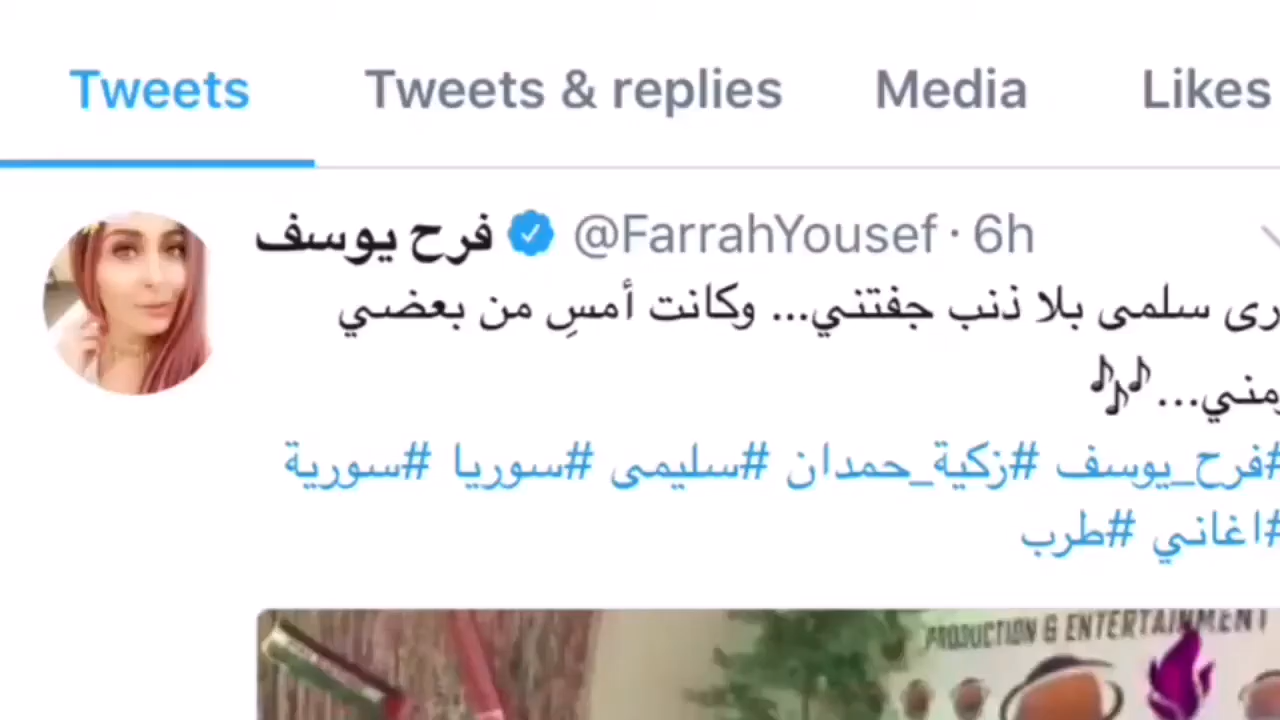 Tweets Tweets & replies Media Likes
فرح يوسف @FarrahYousef · 6h
سلمى بلا ذنب جفتني... وكانت أمسِ من بعضي
...🎶
#فرح_يوسف #زكية_حمدان #سليمى #سوريا #سورية
#اغاني #طرب
PRODUCTION & ENTERTAINMENT